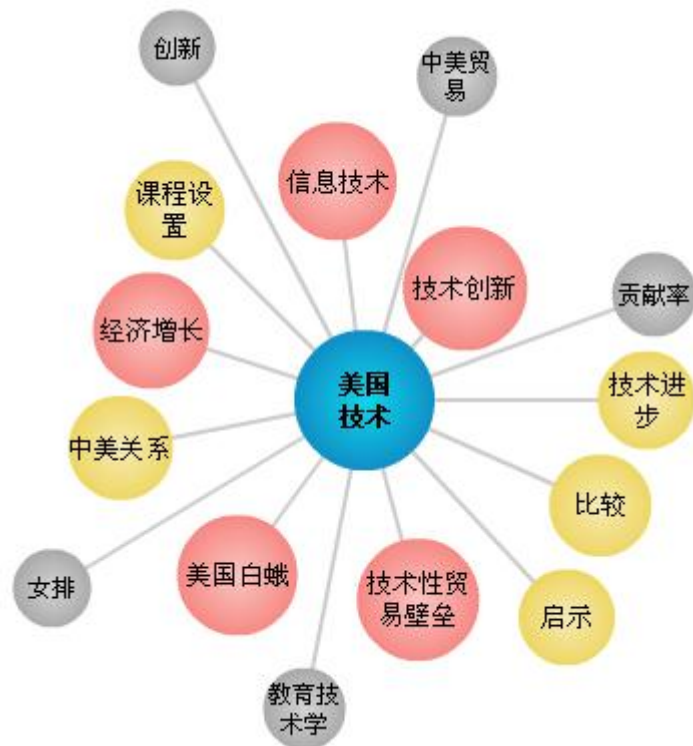 创新
中美贸
易
信息技术
课程设
置
技术创新
贡献率
经济增长
美国
技术
技术进
步
中美关系
比较
美国白蛾
技术性贸
易壁垒
女排
启示
教育技
术学